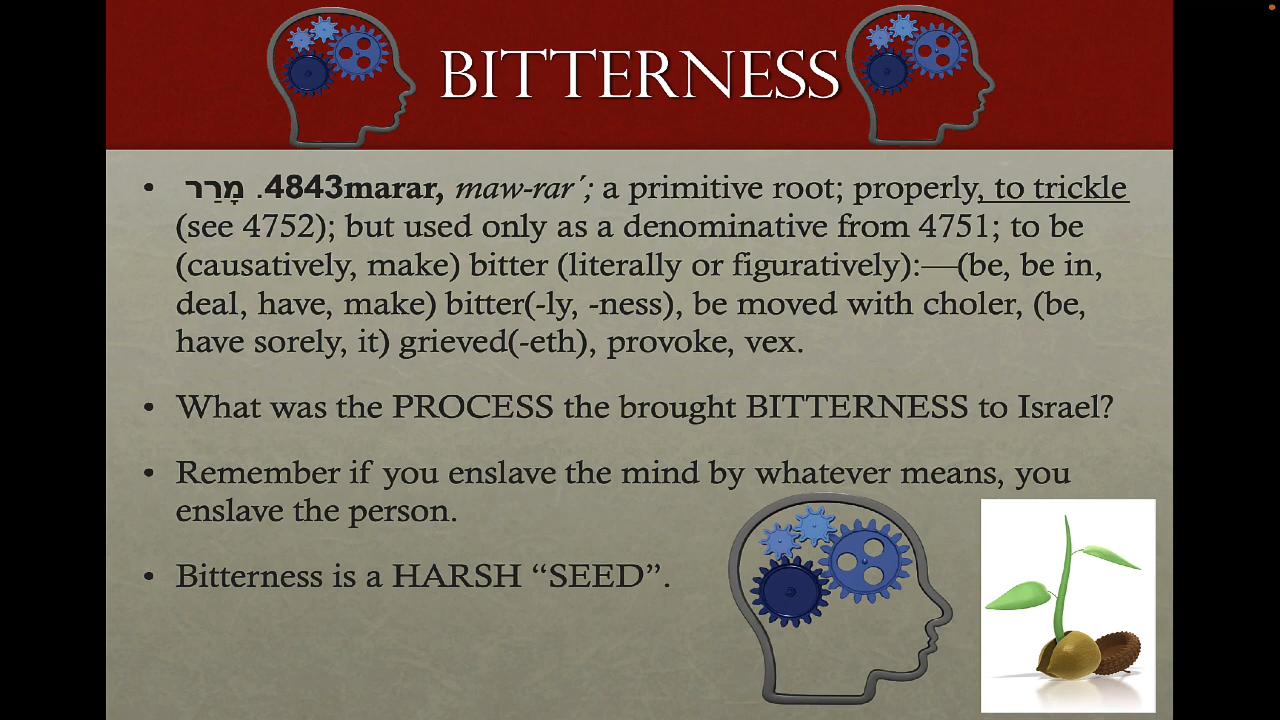 BITTERNESS
• מָרַר .4843marar, maw-rar´; a primitive root; properly, to trickle
(see 4752); but used only as a denominative from 4751; to be
(causatively, make) bitter (literally or figuratively):—(be, be in,
deal, have, make) bitter(-ly, -ness), be moved with choler, (be,
have sorely, it) grieved(-eth), provoke, vex.
• What was the PROCESS the brought BITTERNESS to Israel?
• Remember if you enslave the mind by whatever means, you
enslave the person.
• Bitterness is a HARSH “SEED”.